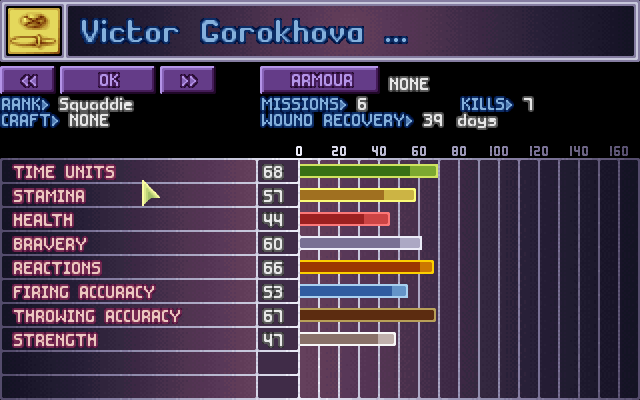 Victor Gorokhova ...
<< OK >> ARMOUR NONE
RANK> Squaddie MISSIONS> 6 KILLS> 7
CRAFT> NONE WOUND RECOVERY> 39 days
0 20 40 60 80 100 120 140 160
TIME UNITS 68
STAMINA 57
HEALTH 44
BRAVERY 60
REACTIONS 66
FIRING ACCURACY 53
THROWING ACCURACY 67
STRENGTH 47